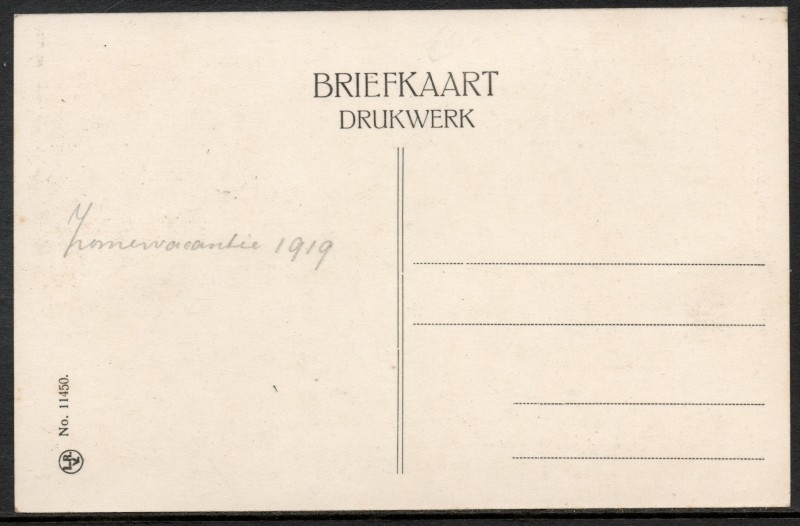 BRIEFKAART
DRUKWERK
Zomervacantie 1919
No. 11450.